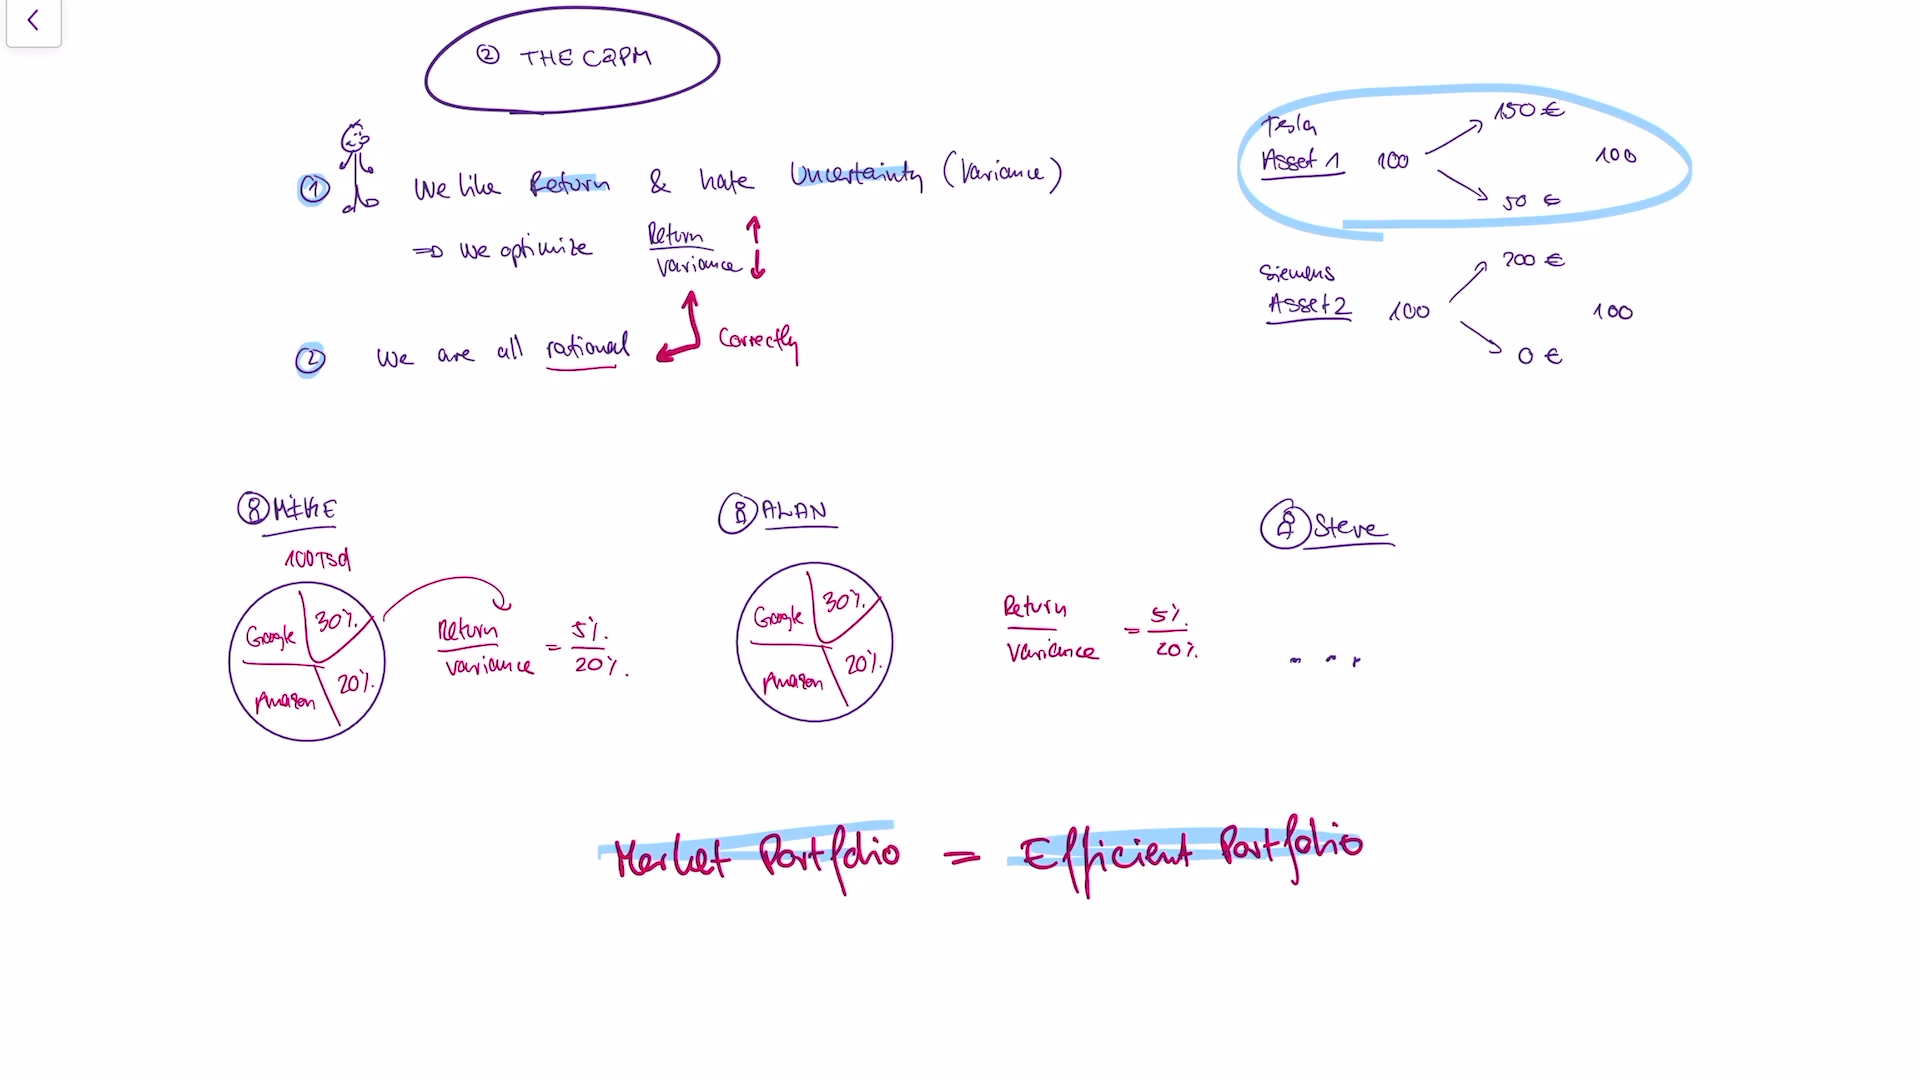 ② THE CAPM
① We like Return & hate Uncertainty (Variance)
⇒ We optimize Return / Variance
② We are all rational
Correctly
Tesla
Asset 1 100 150 € 50 € 100
Siemens
Asset 2 100 200 € 0 € 100
MIKE
100Tsd
Google 30%.
Amazon 20%.
Return / Variance = 5%. / 20%.
ALAN
Google 30%.
Amazon 20%.
Return / Variance = 5%. / 20%.
Steve
...
Market Portfolio = Efficient Portfolio